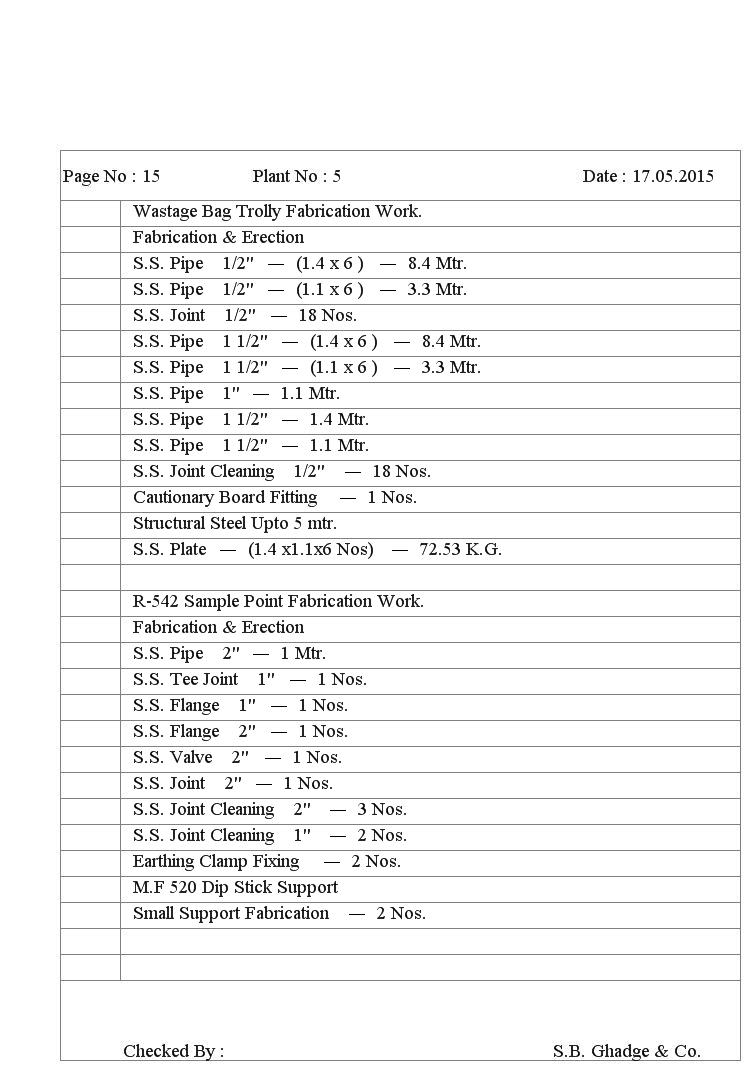 Page No : 15 Plant No : 5 Date : 17.05.2015
Wastage Bag Trolly Fabrication Work.
Fabrication & Erection
S.S. Pipe 1/2" — (1.4 x 6 ) — 8.4 Mtr.
S.S. Pipe 1/2" — (1.1 x 6 ) — 3.3 Mtr.
S.S. Joint 1/2" — 18 Nos.
S.S. Pipe 1 1/2" — (1.4 x 6 ) — 8.4 Mtr.
S.S. Pipe 1 1/2" — (1.1 x 6 ) — 3.3 Mtr.
S.S. Pipe 1" — 1.1 Mtr.
S.S. Pipe 1 1/2" — 1.4 Mtr.
S.S. Pipe 1 1/2" — 1.1 Mtr.
S.S. Joint Cleaning 1/2" — 18 Nos.
Cautionary Board Fitting — 1 Nos.
Structural Steel Upto 5 mtr.
S.S. Plate — (1.4 x1.1x6 Nos) — 72.53 K.G.
R-542 Sample Point Fabrication Work.
Fabrication & Erection
S.S. Pipe 2" — 1 Mtr.
S.S. Tee Joint 1" — 1 Nos.
S.S. Flange 1" — 1 Nos.
S.S. Flange 2" — 1 Nos.
S.S. Valve 2" — 1 Nos.
S.S. Joint 2" — 1 Nos.
S.S. Joint Cleaning 2" — 3 Nos.
S.S. Joint Cleaning 1" — 2 Nos.
Earthing Clamp Fixing — 2 Nos.
M.F 520 Dip Stick Support
Small Support Fabrication — 2 Nos.
Checked By : S.B. Ghadge & Co.